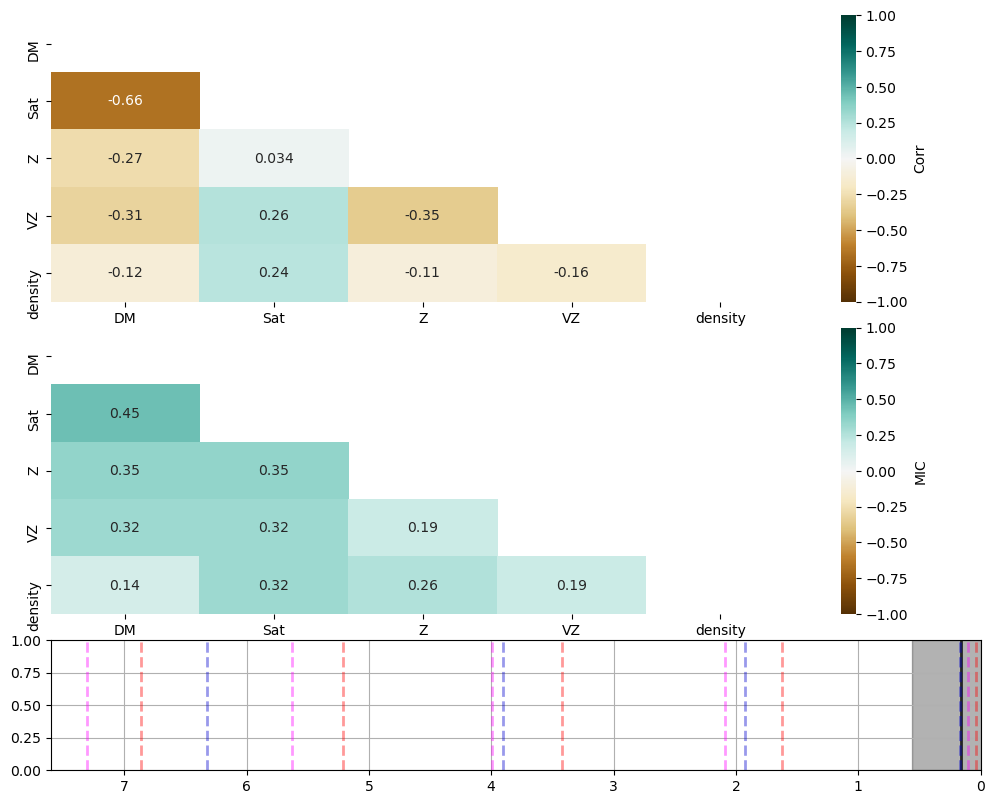 DM
Sat
Z
VZ
density
-0.66
-0.27 0.034
-0.31 0.26 -0.35
-0.12 0.24 -0.11 -0.16
DM Sat Z VZ density
1.00
0.75
0.50
0.25
0.00
−0.25
−0.50
−0.75
−1.00
Corr
DM
Sat
Z
VZ
density
0.45
0.35 0.35
0.32 0.32 0.19
0.14 0.32 0.26 0.19
DM Sat Z VZ density
1.00
0.75
0.50
0.25
0.00
−0.25
−0.50
−0.75
−1.00
MIC
1.00
0.75
0.50
0.25
0.00
7 6 5 4 3 2 1 0